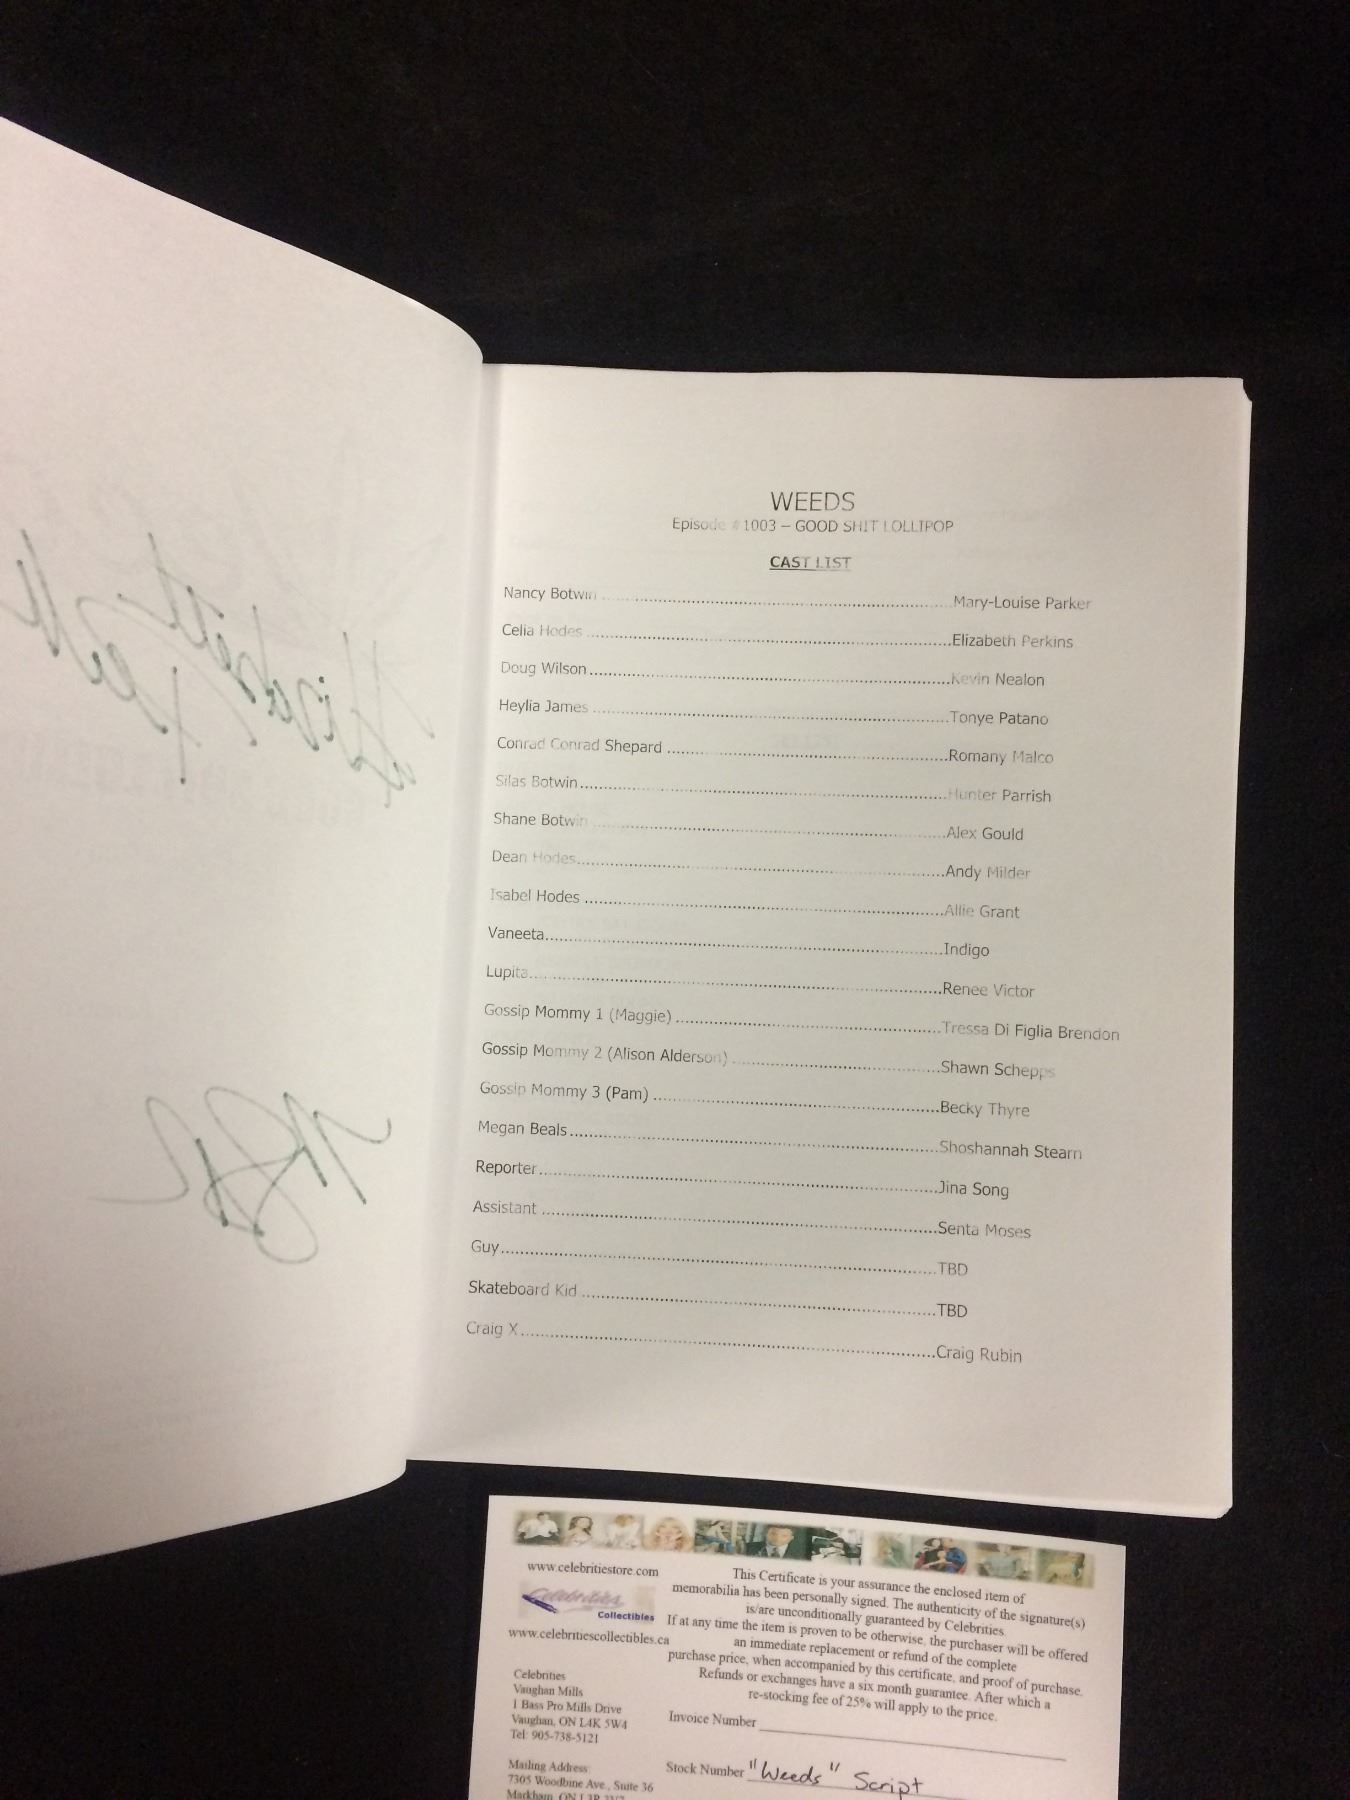 WEEDS
Episode #1003 – GOOD SHIT LOLLIPOP
CAST LIST
Nancy Botwin ........ Mary-Louise Parker
Celia Hodes ........ Elizabeth Perkins
Doug Wilson ........ Kevin Nealon
Heylia James ........ Tonye Patano
Conrad Conrad Shepard ........ Romany Malco
Silas Botwin ........ Hunter Parrish
Shane Botwin ........ Alex Gould
Dean Hodes ........ Andy Milder
Isabel Hodes ........ Allie Grant
Vaneeta ........ Indigo
Lupita ........ Renee Victor
Gossip Mommy 1 (Maggie) ........ Tressa Di Figlia Brendon
Gossip Mommy 2 (Alison Alderson) ........ Shawn Schepps
Gossip Mommy 3 (Pam) ........ Becky Thyre
Megan Beals ........ Shoshannah Stearn
Reporter ........ Jina Song
Assistant ........ Senta Moses
Guy ........ TBD
Skateboard Kid ........ TBD
Craig X ........ Craig Rubin
www.celebritiestore.com
Celebrities
Collectibles
www.celebritiescollectibles.ca
Celebrities
Vaughan Mills
1 Bass Pro Mills Drive
Vaughan, ON L4K 5W4
Tel: 905-738-5121
Mailing Address:
7305 Woodbine Ave., Suite 36
Markham, ON
This Certificate is your assurance the enclosed item of
memorabilia has been personally signed. The authenticity of the signature(s)
is/are unconditionally guaranteed by Celebrities.
If at any time the item is proven to be otherwise, the purchaser will be offered
an immediate replacement or refund of the complete
purchase price, when accompanied by this certificate, and proof of purchase.
Refunds or exchanges have a six month guarantee. After which a
re-stocking fee of 25% will apply to the price.
Invoice Number
Stock Number "Weeds" Script